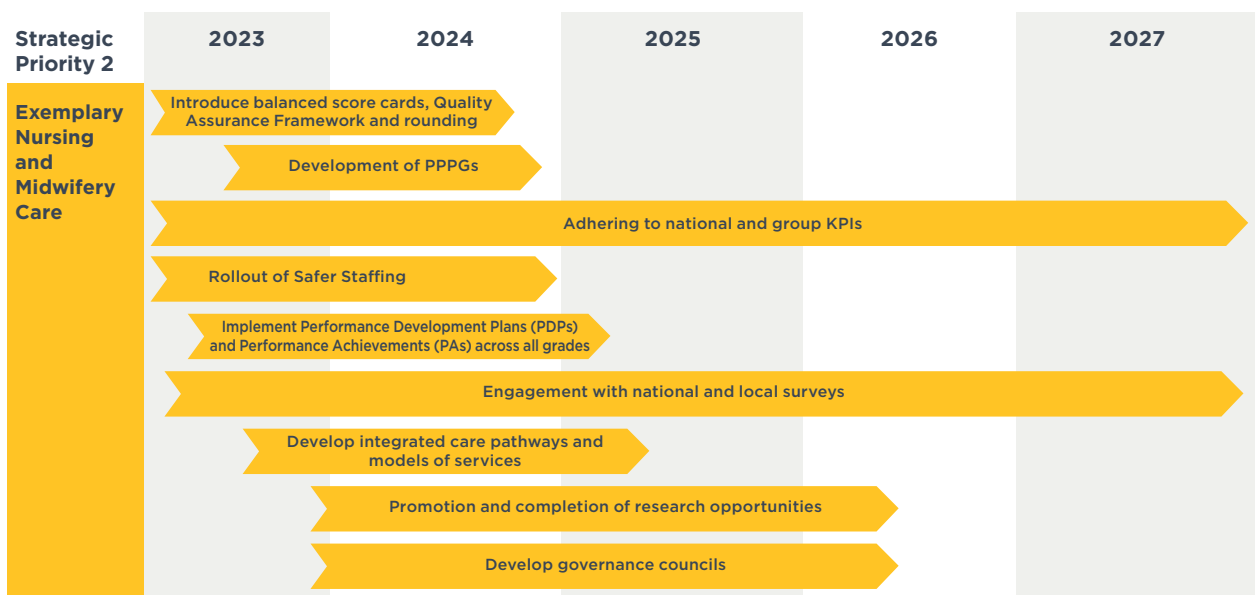 Strategic
Priority 2
2023
2024
2025
2026
2027
Exemplary
Nursing
and
Midwifery
Care
Introduce balanced score cards, Quality
Assurance Framework and rounding
Development of PPPGs
Adhering to national and group KPIs
Rollout of Safer Staffing
Implement Performance Development Plans (PDPs)
and Performance Achievements (PAs) across all grades
Engagement with national and local surveys
Develop integrated care pathways and
models of services
Promotion and completion of research opportunities
Develop governance councils